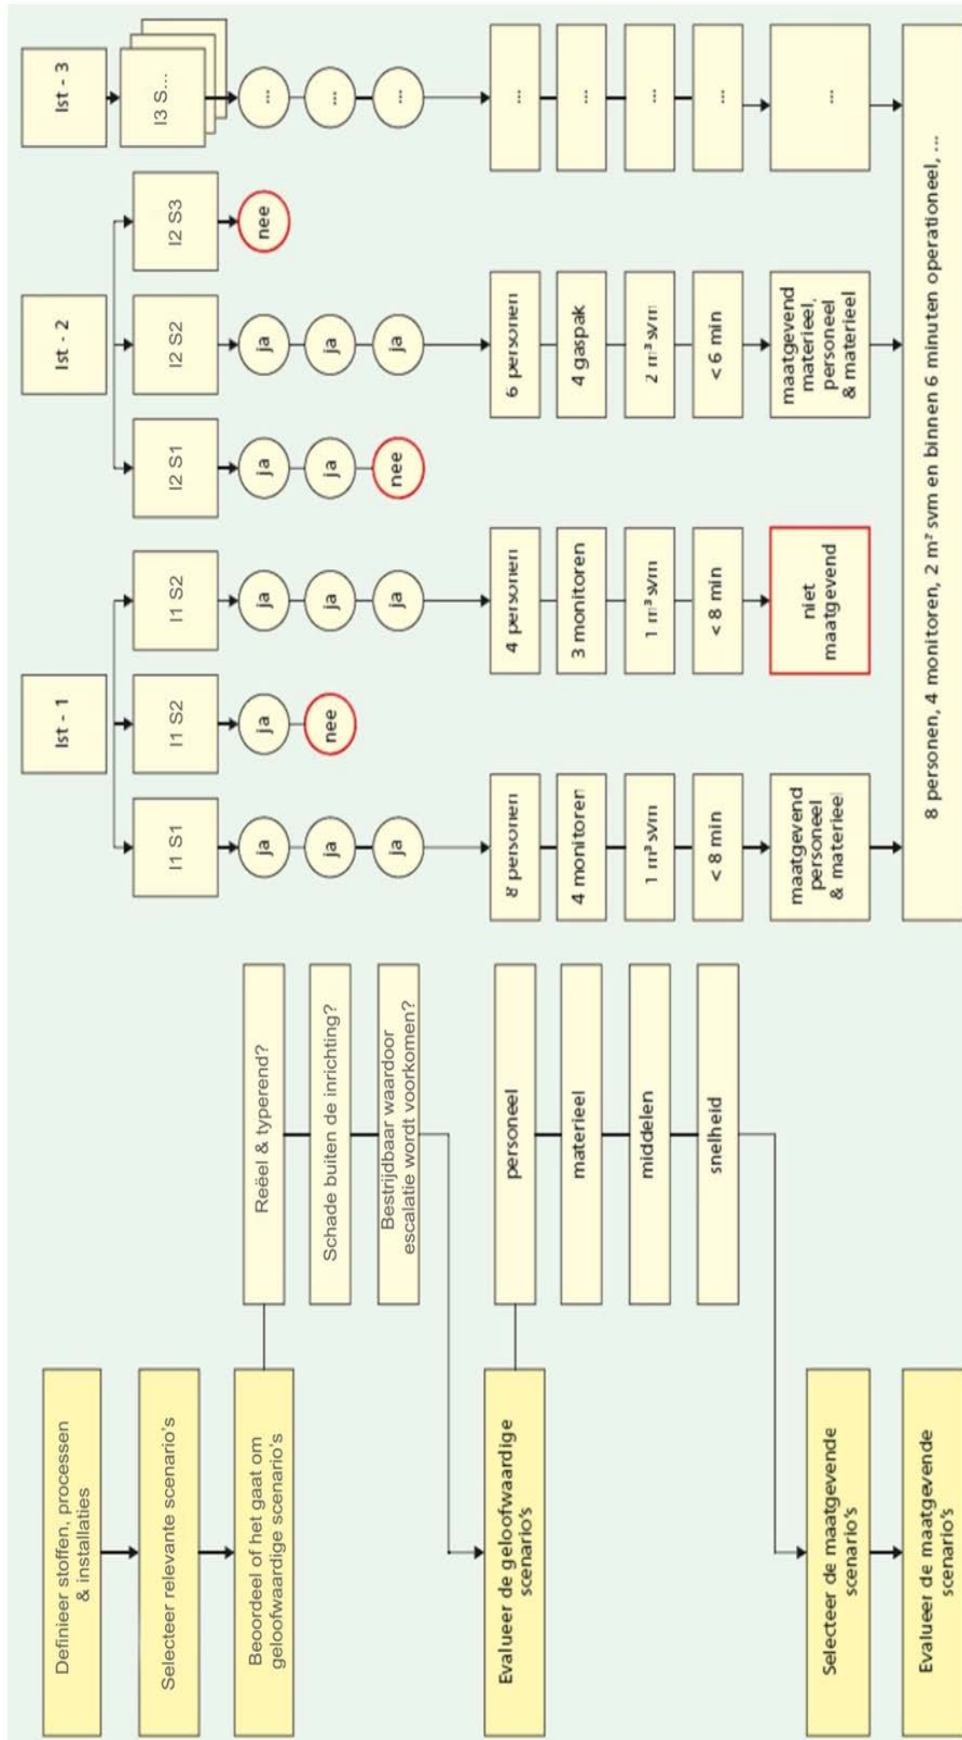 Definieer stoffen, processen
& installaties
Selecteer relevante scenario's
Beoordeel of het gaat om
geloofwaardige scenario's
Evalueer de geloofwaardige
scenario's
Selecteer de maatgevende
scenario's
Evalueer de maatgevende
scenario's
Reëel & typerend?
Schade buiten de inrichting?
Bestrijdbaar waardoor
escalatie wordt voorkomen?
personeel
materieel
middelen
snelheid
Ist - 1
I1 S1
ja
ja
ja
8 personen
4 monitoren
1 m³ svm
< 8 min
maatgevend
personeel
& materieel
I1 S2
ja
nee
I1 S2
ja
ja
ja
4 personen
3 monitoren
1 m³ svm
< 8 min
niet
maatgevend
Ist - 2
I2 S1
ja
ja
nee
I2 S2
ja
ja
ja
6 personen
4 gaspak
2 m³ svm
< 6 min
maatgevend
materieel,
personeel
& materieel
I2 S3
nee
Ist - 3
I3 S...
...
...
...
...
...
...
...
...
8 personen, 4 monitoren, 2 m² svm en binnen 6 minuten operationeel, ...